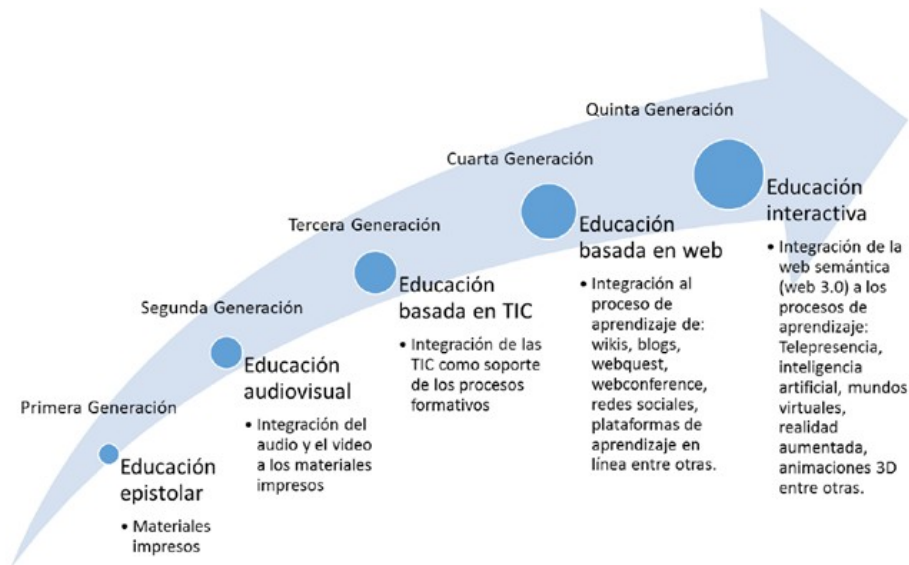 Primera Generación
Educación
epistolar
• Materiales
impresos
Segunda Generación
Educación
audiovisual
• Integración del
audio y el video
a los materiales
impresos
Tercera Generación
Educación
basada en TIC
• Integración de las
TIC como soporte
de los procesos
formativos
Cuarta Generación
Educación
basada en web
• Integración al
proceso de
aprendizaje de:
wikis, blogs,
webquest,
webconference,
redes sociales,
plataformas de
aprendizaje en
línea entre otras.
Quinta Generación
Educación
interactiva
• Integración de la
web semántica
(web 3.0) a los
procesos de
aprendizaje:
Telepresencia,
inteligencia
artificial, mundos
virtuales,
realidad
aumentada,
animaciones 3D
entre otras.